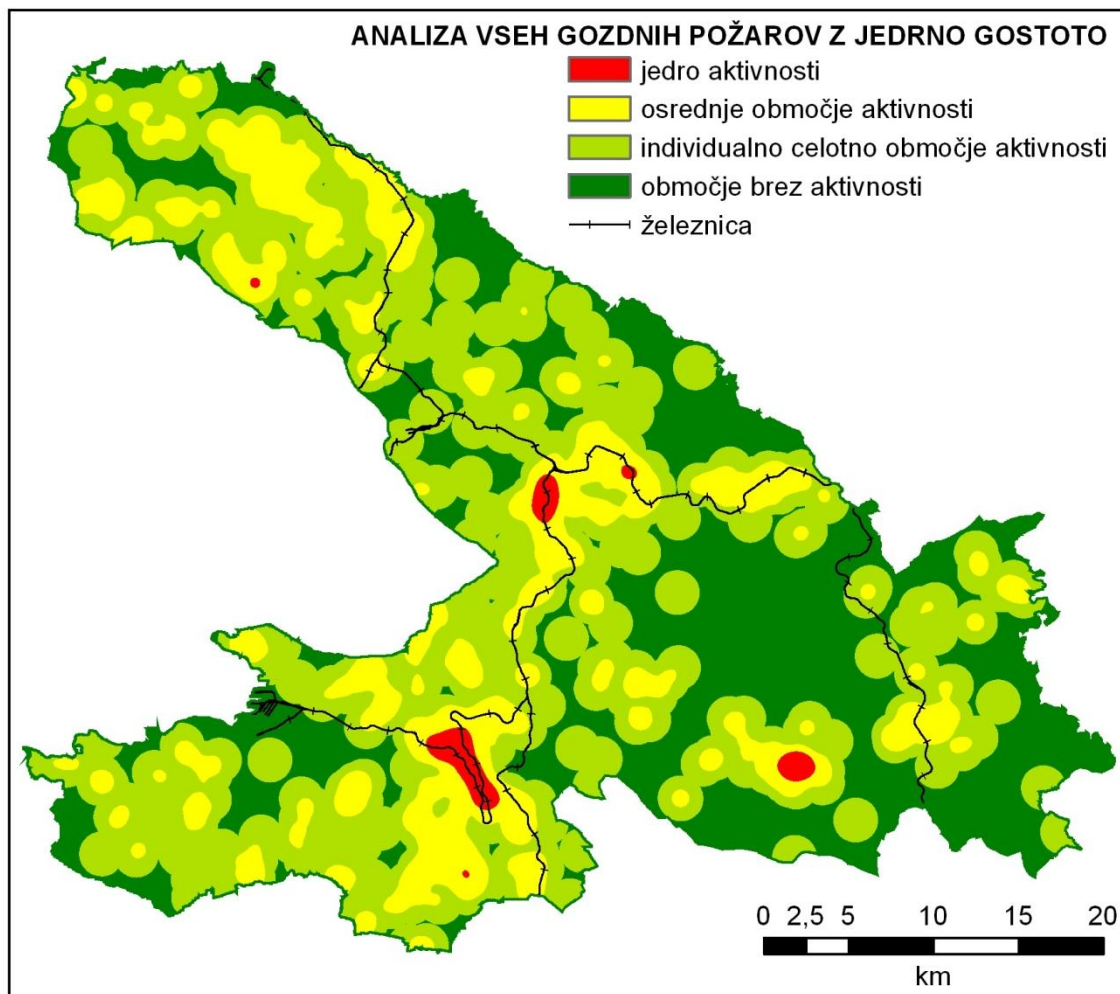 ANALIZA VSEH GOZDNIH POŽAROV Z JEDRNO GOSTOTO
jedro aktivnosti
osrednje območje aktivnosti
individualno celotno območje aktivnosti
območje brez aktivnosti
železnica
0 2,5 5 10 15 20
km